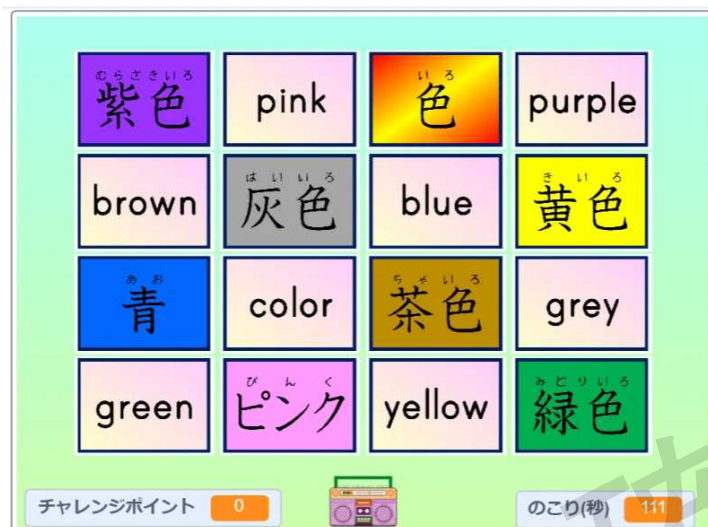 むらさきいろ
紫色
pink
いろ
色
purple
brown
はいいろ
灰色
blue
きいろ
黄色
あお
青
color
ちゃいろ
茶色
grey
green
ぴんく
ピンク
yellow
みどりいろ
緑色
チャレンジポイント 0
のこり(秒) 111